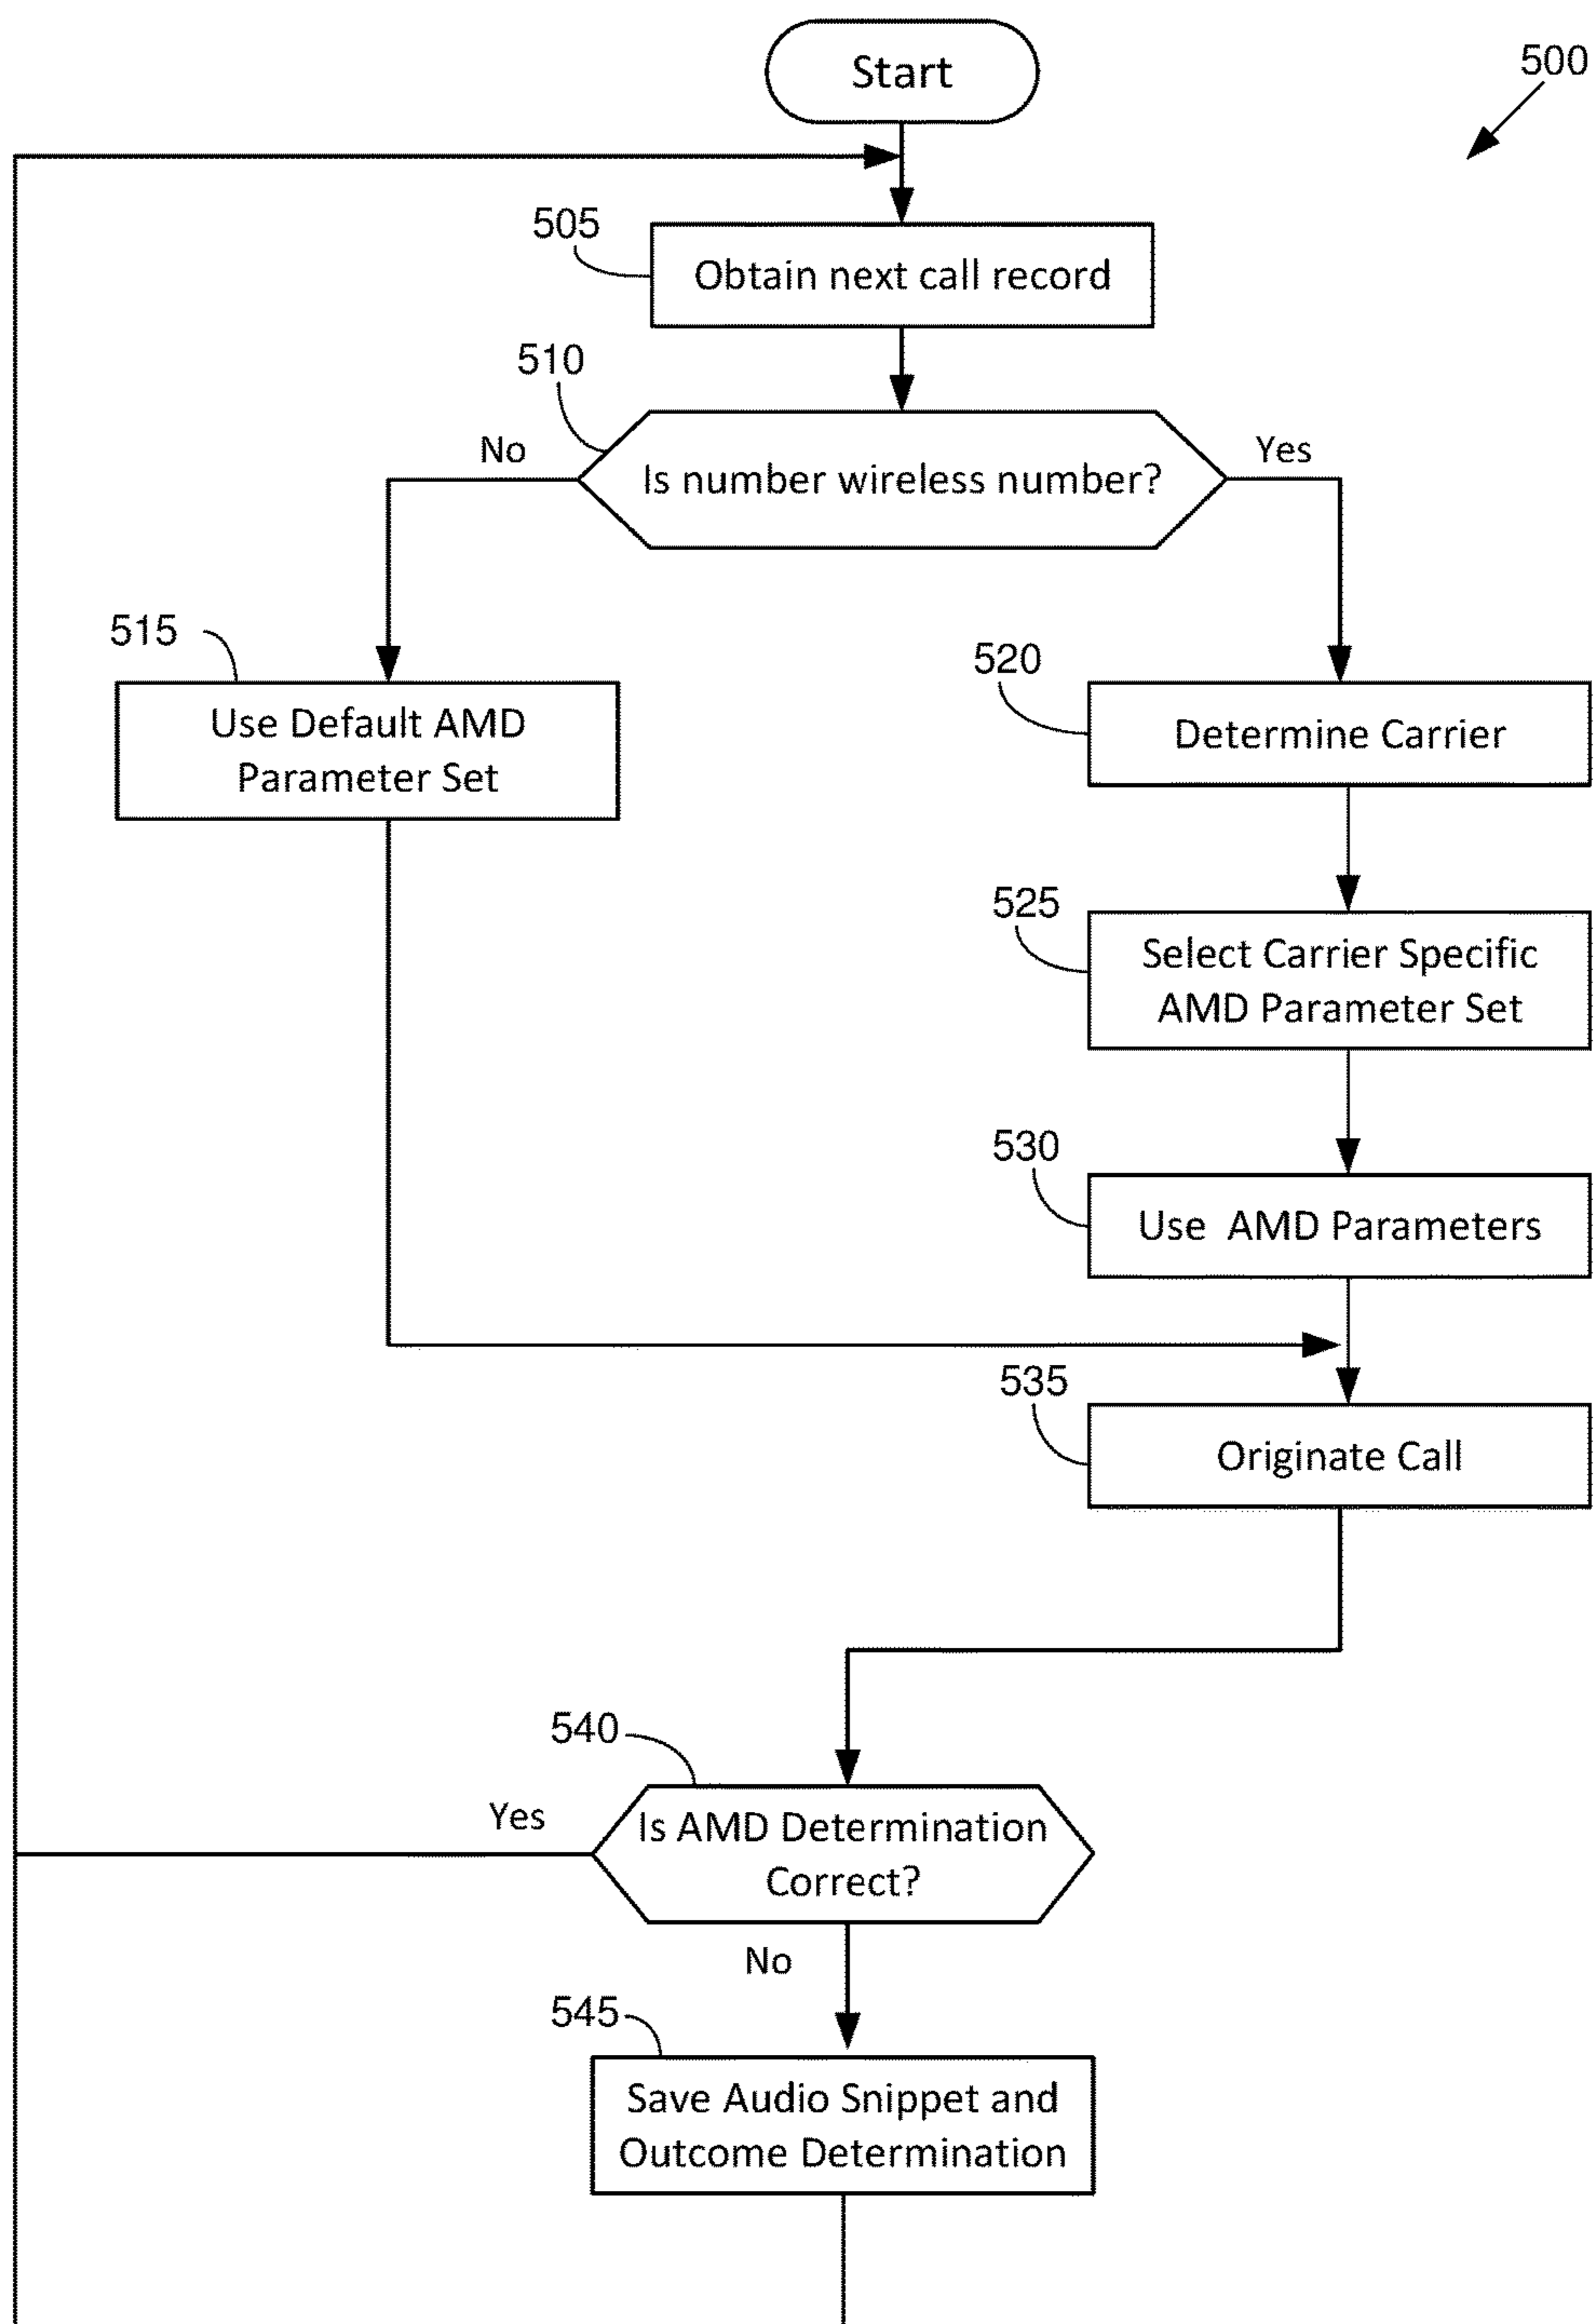 Start
500
505
Obtain next call record
510
No
Is number wireless number?
Yes
515
Use Default AMD
Parameter Set
520
Determine Carrier
525
Select Carrier Specific
AMD Parameter Set
530
Use AMD Parameters
535
Originate Call
540
Yes
Is AMD Determination
Correct?
No
545
Save Audio Snippet and
Outcome Determination